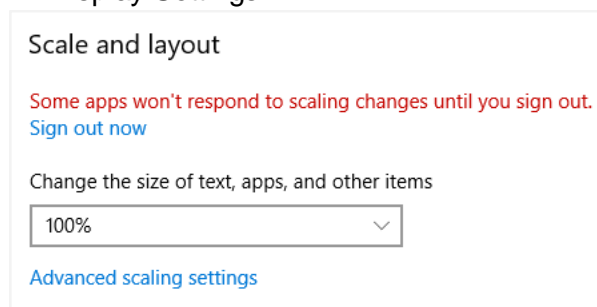 Scale and layout
Some apps won't respond to scaling changes until you sign out.
Sign out now
Change the size of text, apps, and other items
100%
Advanced scaling settings